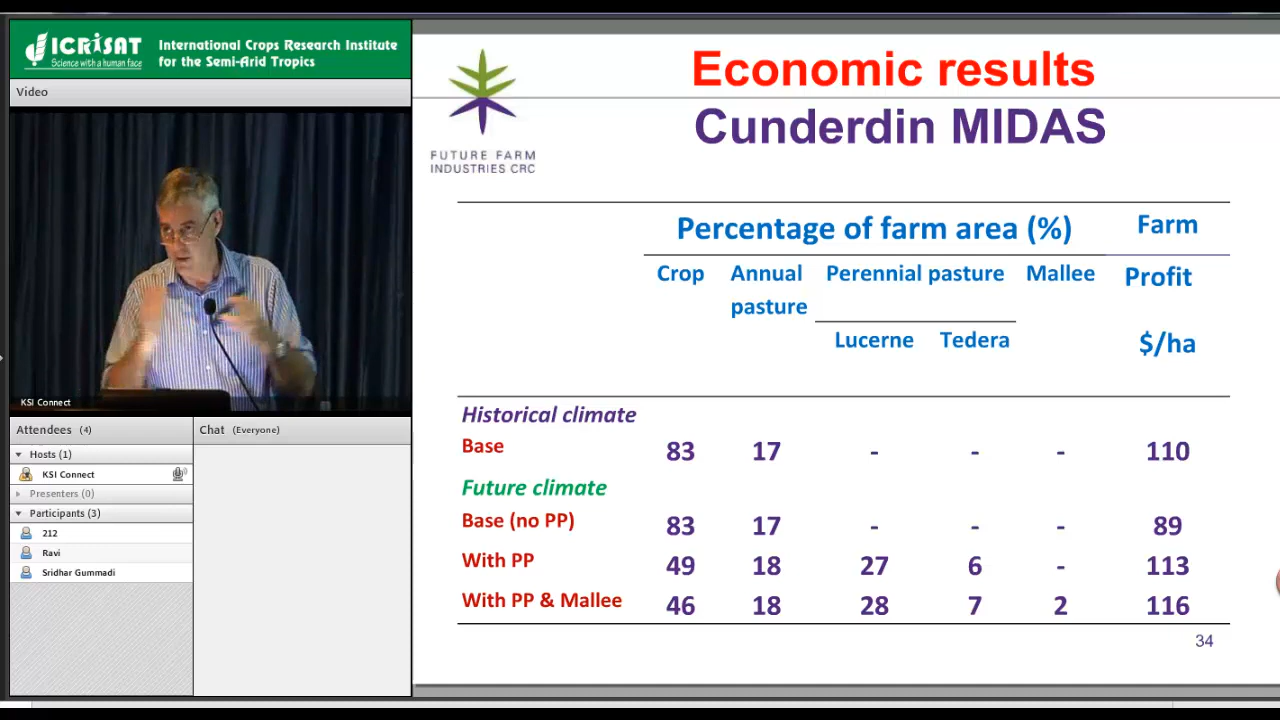 ICRISAT
Science with a human face
International Crops Research Institute
for the Semi-Arid Tropics
Video
KSI Connect
Attendees (4)
Hosts (1)
KSI Connect
Presenters (0)
Participants (3)
212
Ravi
Sridhar Gummadi
Chat (Everyone)
FUTURE FARM
INDUSTRIES CRC
Economic results
Cunderdin MIDAS
Percentage of farm area (%) Farm
Crop Annual Perennial pasture Mallee Profit
pasture
Lucerne Tedera $/ha
Historical climate
Base 83 17 - - - 110
Future climate
Base (no PP) 83 17 - - - 89
With PP 49 18 27 6 - 113
With PP & Mallee 46 18 28 7 2 116
34